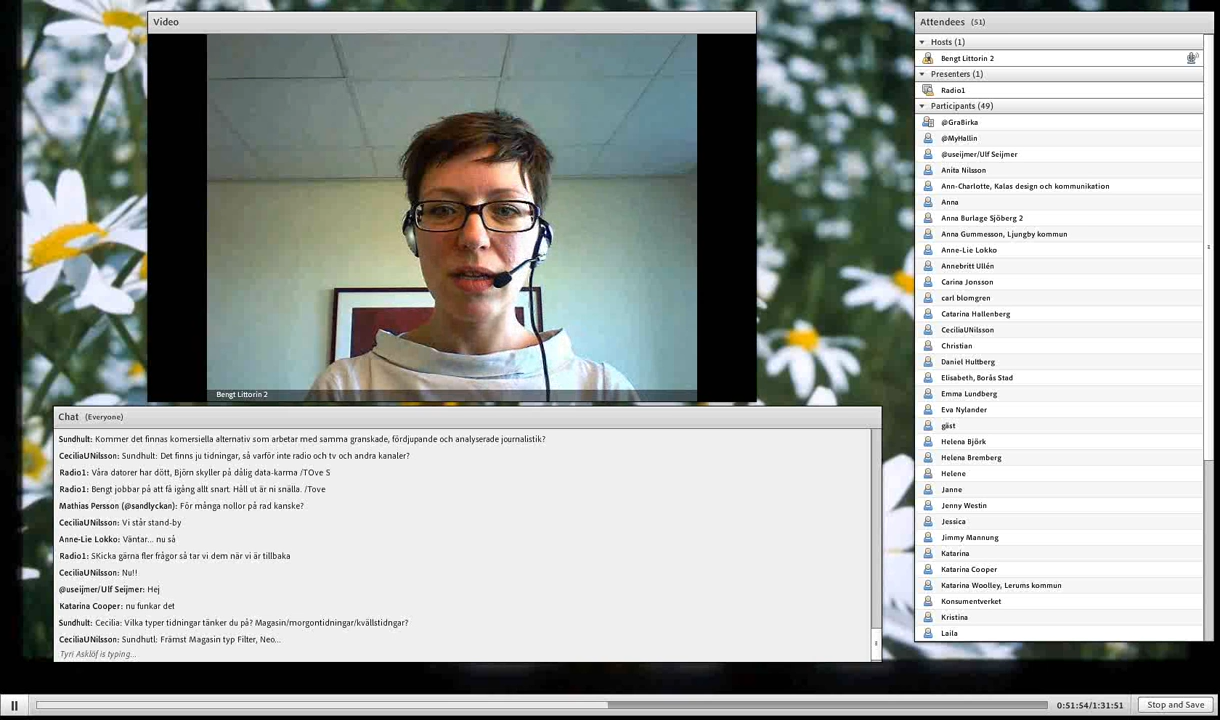 Video
Bengt Littorin 2
Chat (Everyone)
Sundhult: Kommer det finnas komersiella alternativ som arbetar med samma granskade, fördjupande och analyserade journalistik?
CeciliaUNilsson: Sundhult: Det finns ju tidningar, så varför inte radio och tv och andra kanaler?
Radio1: Våra datorer har dött, Björn skyller på dålig data-karma /TOve S
Radio1: Bengt jobbar på att få igång allt snart. Håll ut är ni snälla. /Tove
Mathias Persson (@sandlyckan): För många nollor på rad kanske?
CeciliaUNilsson: Vi står stand-by
Anne-Lie Lokko: Väntar... nu så
Radio1: SKicka gärna fler frågor så tar vi dem när vi är tillbaka
CeciliaUNilsson: Nu!!
@useijmer/Ulf Seijmer: Hej
Katarina Cooper: nu funkar det
Sundhult: Cecilia: Vilka typer tidningar tänker du på? Magasin/morgontidningar/kvällstidngar?
CeciliaUNilsson: Sundhutl: Främst Magasin typ Filter, Neo...
Tyri Asklöf is typing...
Attendees (51)
Hosts (1)
Bengt Littorin 2
Presenters (1)
Radio1
Participants (49)
@GraBirka
@MyHallin
@useijmer/Ulf Seijmer
Anita Nilsson
Ann-Charlotte, Kalas design och kommunikation
Anna
Anna Burlage Sjöberg 2
Anna Gummesson, Ljungby kommun
Anne-Lie Lokko
Annebritt Ullén
Carina Jonsson
carl blomgren
Catarina Hallenberg
CeciliaUNilsson
Christian
Daniel Hultberg
Elisabeth, Borås Stad
Emma Lundberg
Eva Nylander
gäst
Helena Björk
Helena Bremberg
Helene
Janne
Jenny Westin
Jessica
Jimmy Mannung
Katarina
Katarina Cooper
Katarina Woolley, Lerums kommun
Konsumentverket
Kristina
Laila
0:51:54/1:31:51
Stop and Save